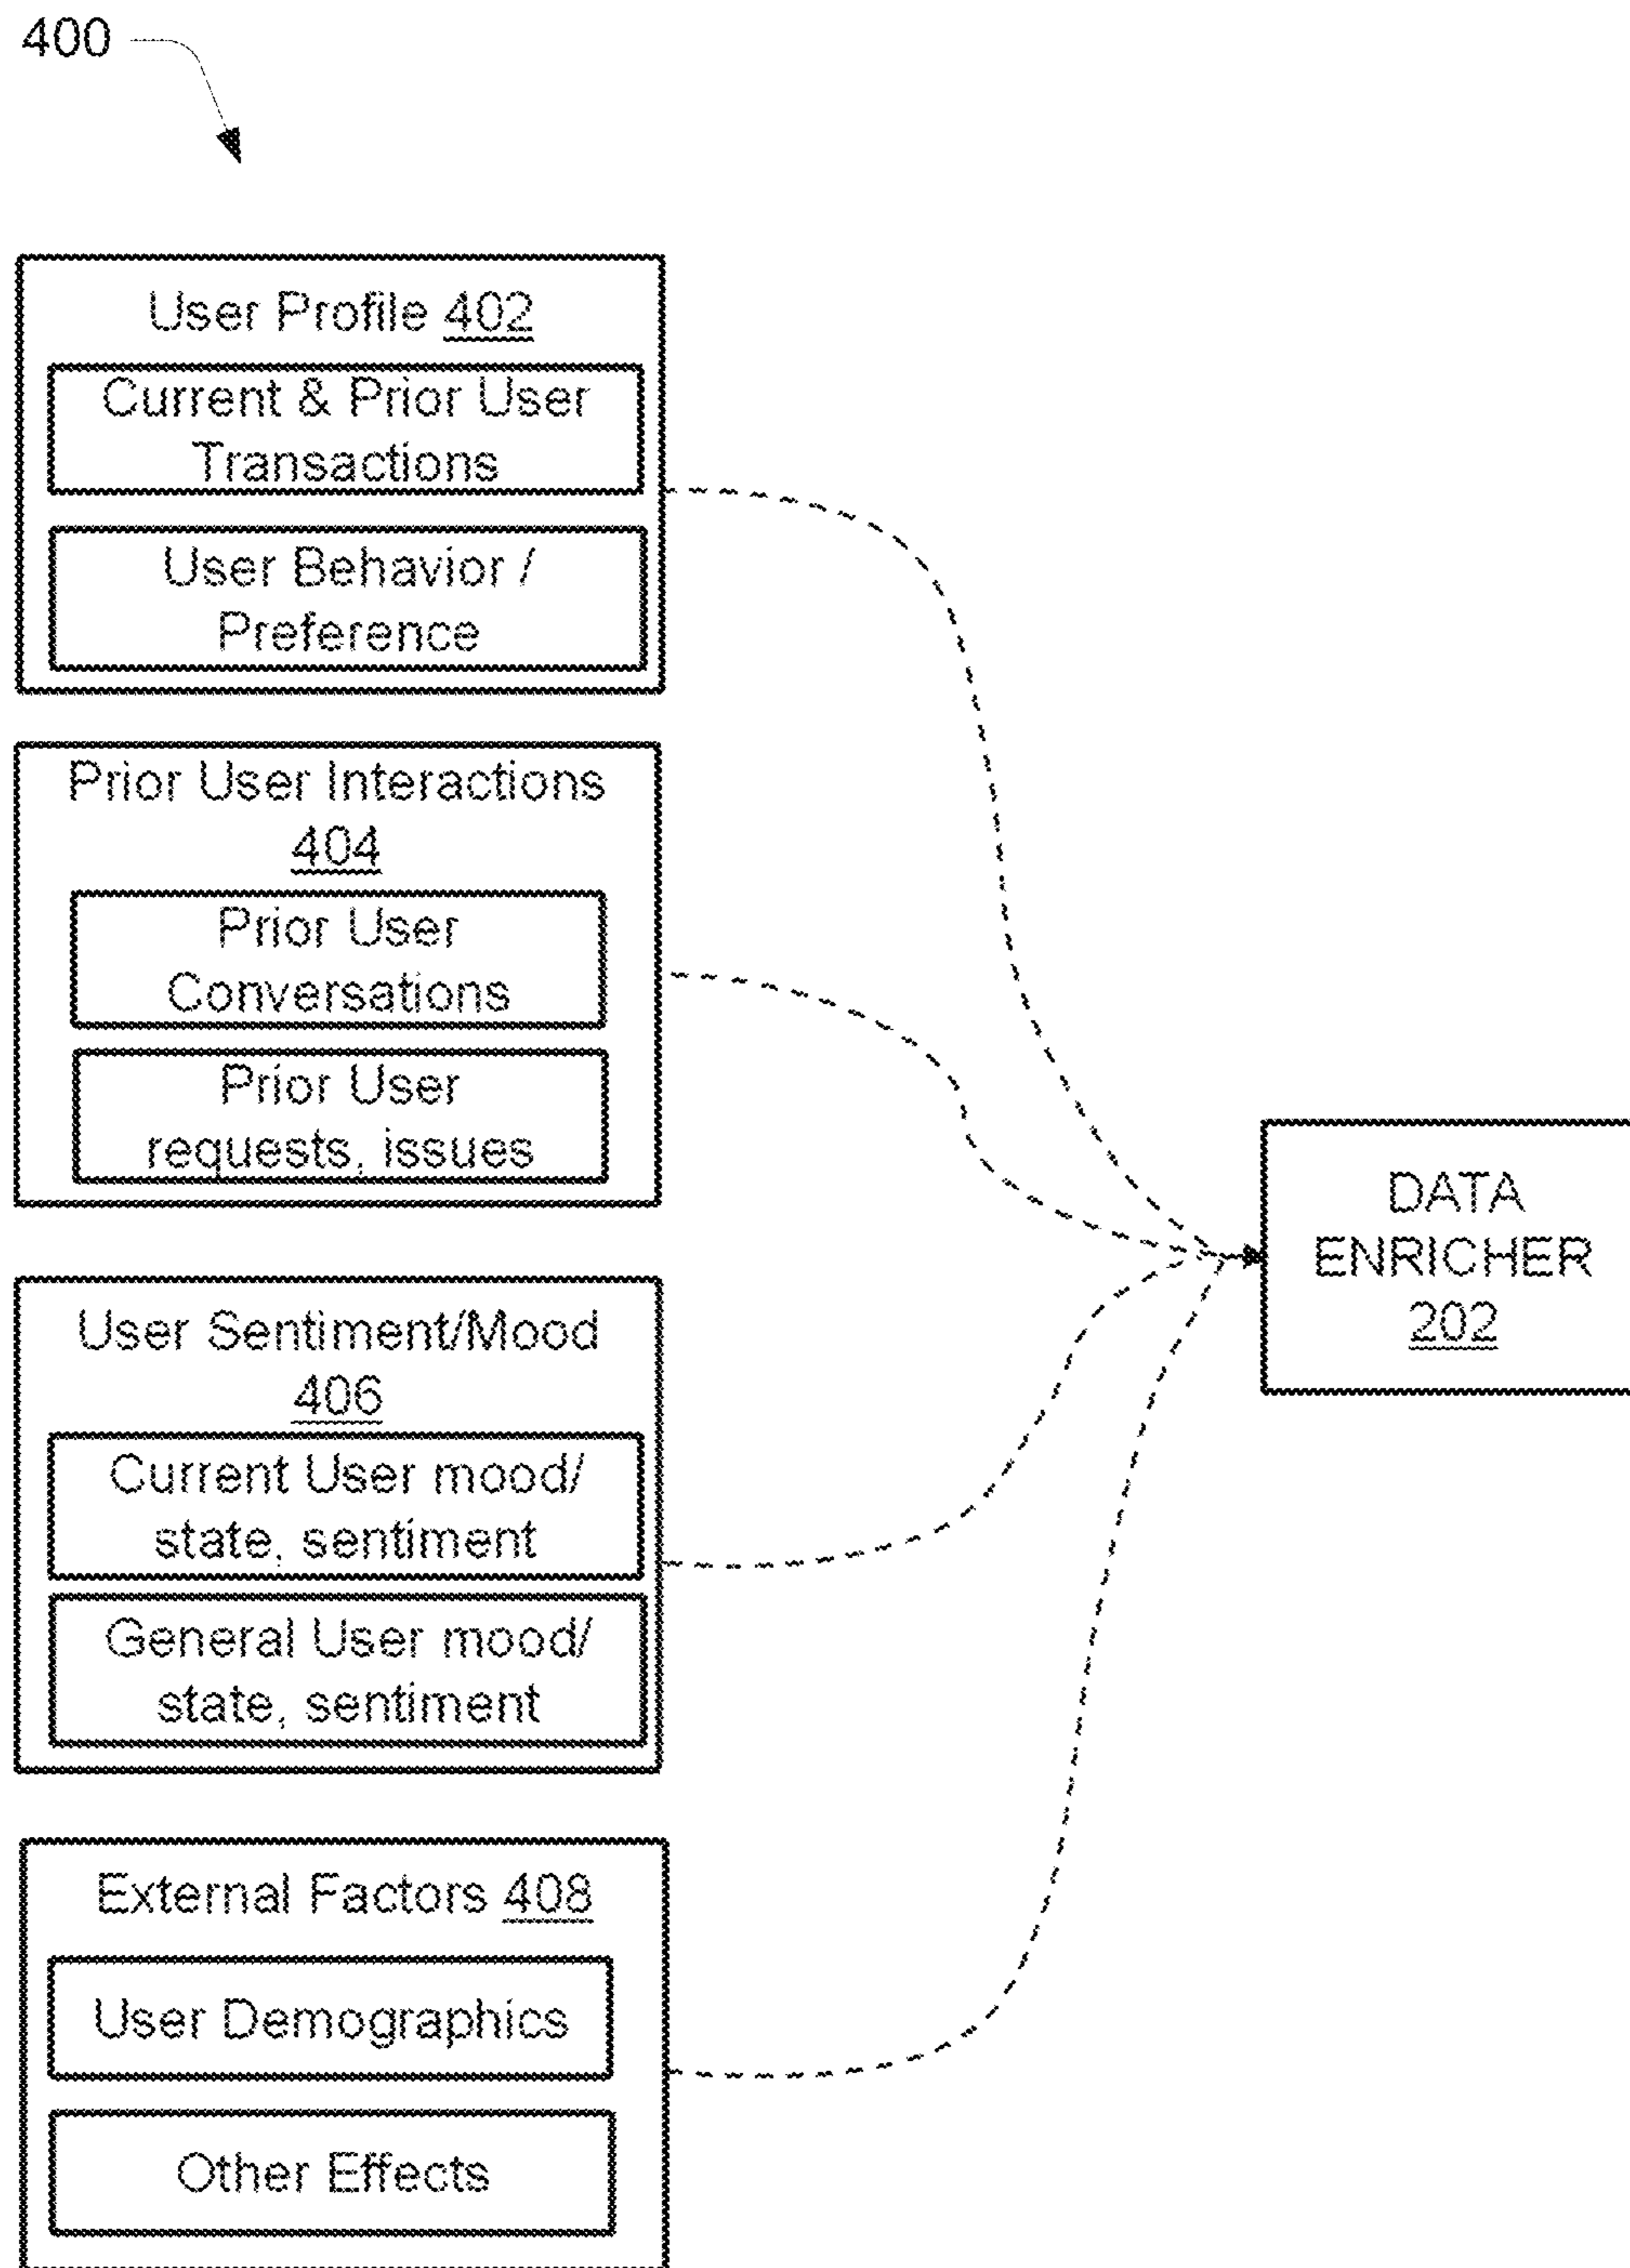 400
User Profile 402
Current & Prior User
Transactions
User Behavior /
Preference
Prior User Interactions
404
Prior User
Conversations
Prior User
requests, issues
User Sentiment/Mood
406
Current User mood/
state, sentiment
General User mood/
state, sentiment
External Factors 408
User Demographics
Other Effects
DATA
ENRICHER
202